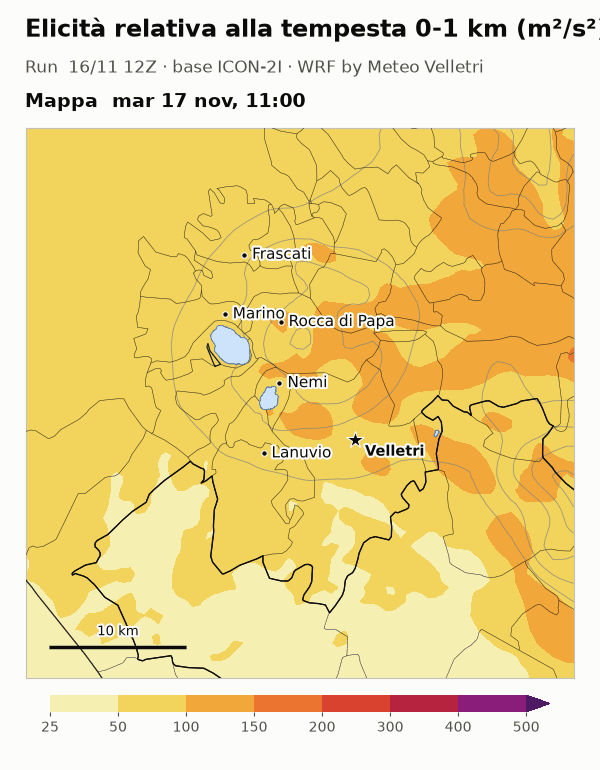 Elicità relativa alla tempesta 0-1 km (m²/s²)
Run 16/11 12Z · base ICON-2I · WRF by Meteo Velletri
Mappa mar 17 nov, 11:00
Frascati
Marino
Rocca di Papa
Nemi
Velletri
Lanuvio
10 km
25 50 100 150 200 300 400 500